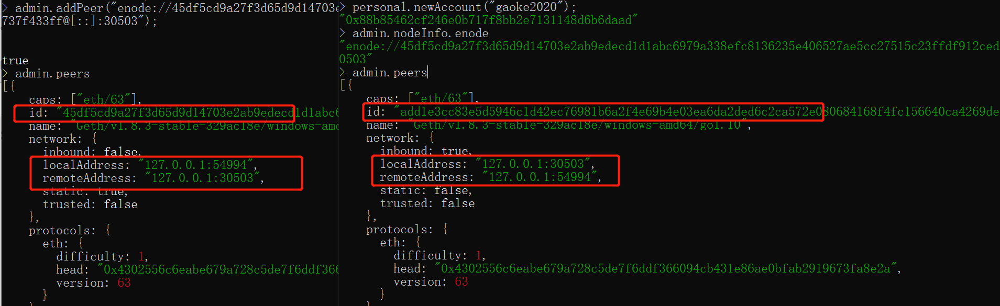 > admin.addPeer("enode://45df5cd9a27f3d65d9d14703e
737f433ff@[::]:30503");
true
> admin.peers
[{
caps: ["eth/63"],
id: "45df5cd9a27f3d65d9d14703e2ab9edecd1d1abc6
name: "Geth/v1.8.3-stable-329ac18e/windows-amd
network: {
inbound: false,
localAddress: "127.0.0.1:54994",
remoteAddress: "127.0.0.1:30503",
static: true,
trusted: false
},
protocols: {
eth: {
difficulty: 1,
head: "0x4302556c6eabe679a728c5de7f6ddf366
version: 63
}
> personal.newAccount("gaoke2020");
"0x88b85462cf246e0b717f8bb2e7131148d6b6daad"
> admin.nodeInfo.enode
"enode://45df5cd9a27f3d65d9d14703e2ab9edecd1d1abc6979a338efc8136235e406527ae5cc27515c23ffdf912ced
0503"
> admin.peers
[{
caps: ["eth/63"],
id: "add1e3cc83e5d5946c1d42ec76981b6a2f4e69b4e03ea6da2ded6c2ca572e080684168f4fc156640ca4269de
name: "Geth/v1.8.3-stable-329ac18e/windows-amd64/go1.10",
network: {
inbound: true,
localAddress: "127.0.0.1:30503",
remoteAddress: "127.0.0.1:54994",
static: false,
trusted: false
},
protocols: {
eth: {
difficulty: 1,
head: "0x4302556c6eabe679a728c5de7f6ddf366094cb431e86ae0bfab2919673fa8e2a",
version: 63
}